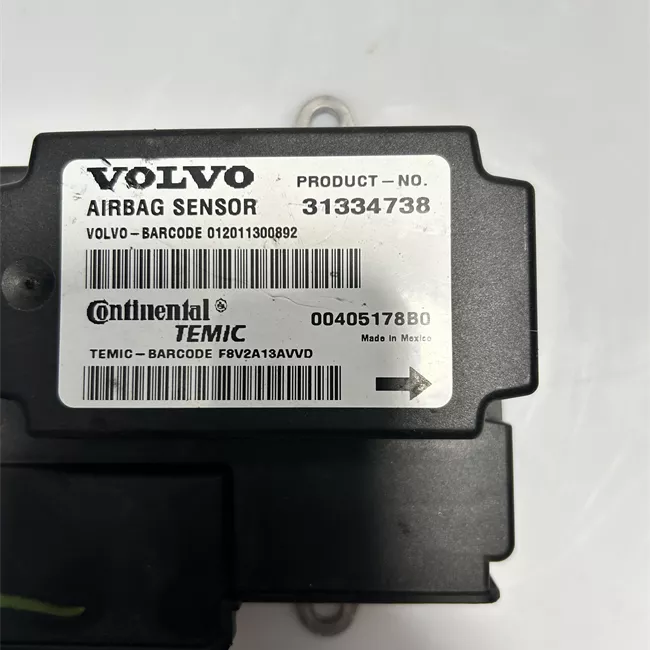 VOLVO PRODUCT-NO.
AIRBAG SENSOR 31334738
VOLVO-BARCODE 012011300892
Continental 00405178B0
TEMIC Made in Mexico
TEMIC-BARCODE F8V2A13AVVD